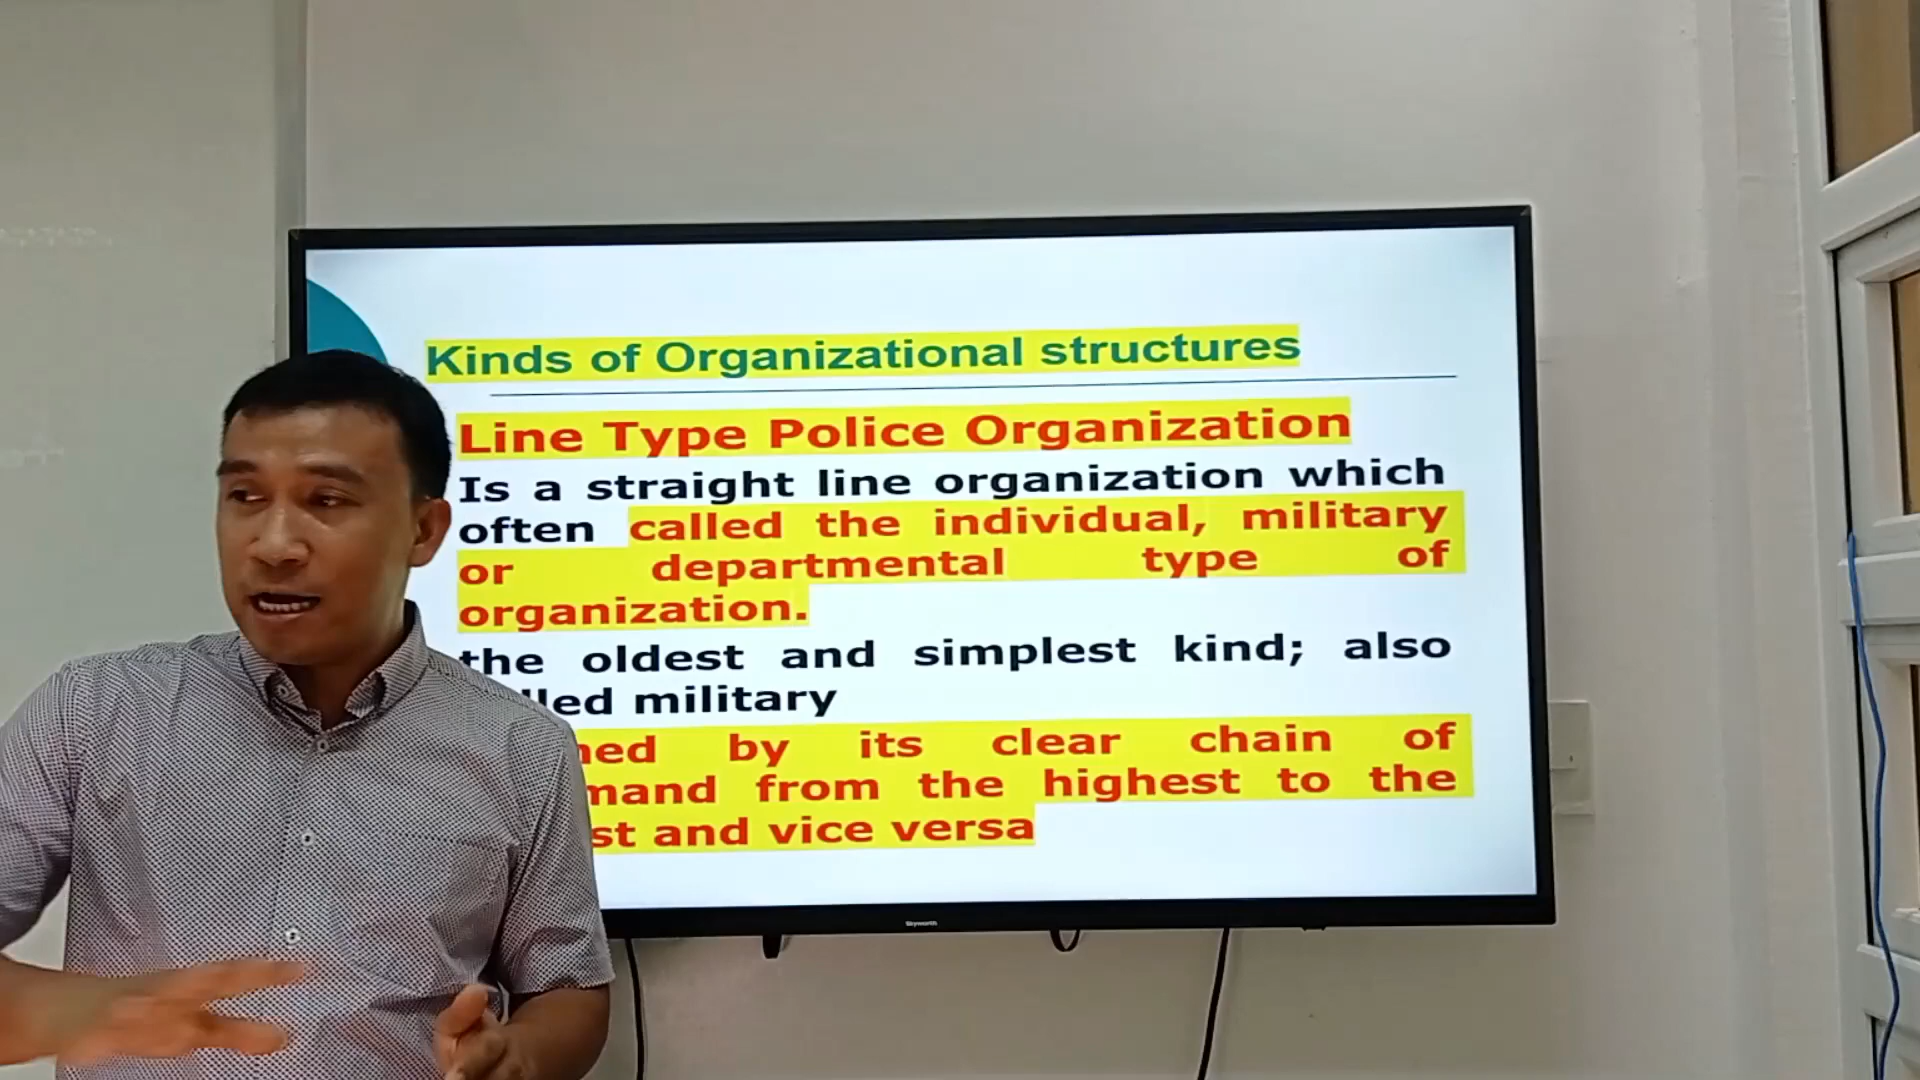 Kinds of Organizational structures
Line Type Police Organization
Is a straight line organization which
often called the individual, military
or departmental type of
organization.
the oldest and simplest kind; also
military
by its clear chain of
from the highest to the
and vice versa
Skyworth